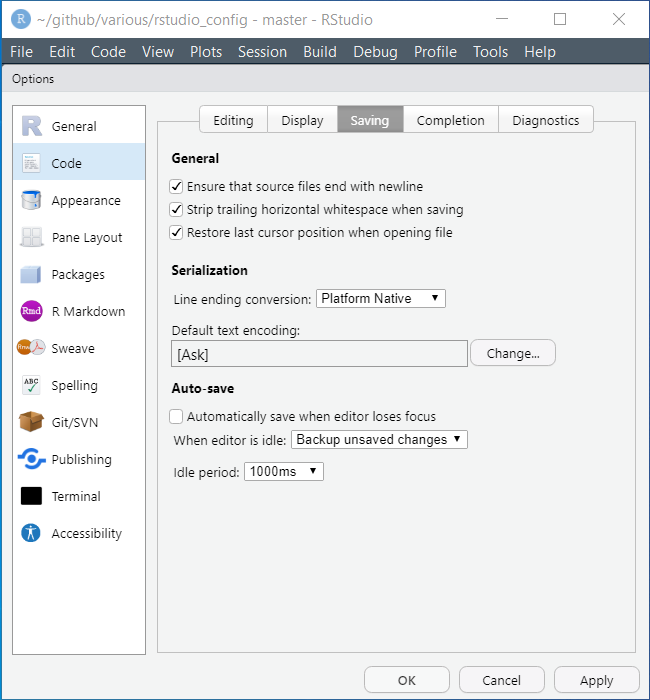 R ~/github/various/rstudio_config - master - RStudio
File Edit Code View Plots Session Build Debug Profile Tools Help
Options
R General
Code
Appearance
Pane Layout
Packages
Rmd R Markdown
Rnw Sweave
ABC Spelling
Git/SVN
Publishing
Terminal
Accessibility
Editing Display Saving Completion Diagnostics
General
Ensure that source files end with newline
Strip trailing horizontal whitespace when saving
Restore last cursor position when opening file
Serialization
Line ending conversion: Platform Native
Default text encoding:
[Ask] Change...
Auto-save
Automatically save when editor loses focus
When editor is idle: Backup unsaved changes
Idle period: 1000ms
OK Cancel Apply